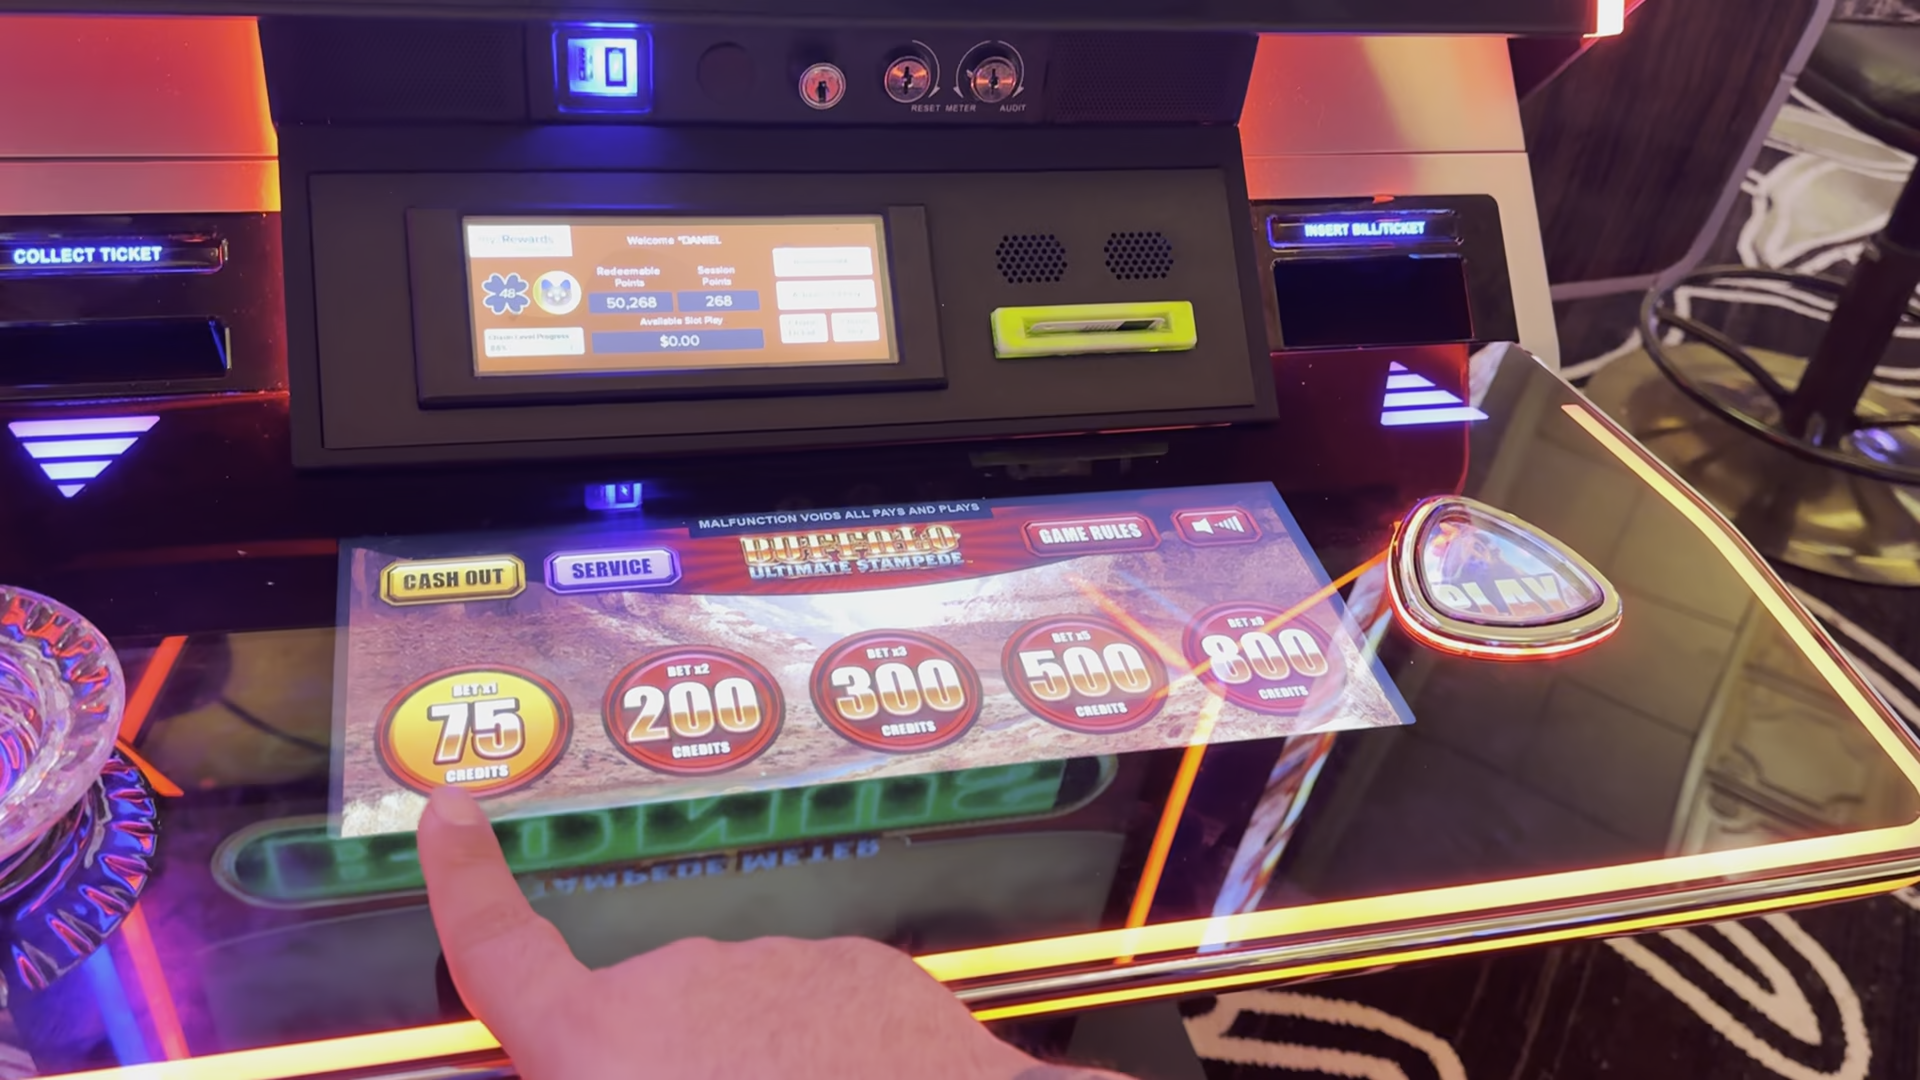 RESET METER AUDIT
COLLECT TICKET
INSERT BILL/TICKET
my Rewards
Welcome *DANIEL
Redeemable
Points
Session
Points
48
50,268
268
Available Slot Play
$0.00
MALFUNCTION VOIDS ALL PAYS AND PLAYS
BUFFALO
ULTIMATE STAMPEDE
CASH OUT
SERVICE
GAME RULES
PLAY
BET x1
75
CREDITS
BET x2
200
CREDITS
BET x3
300
CREDITS
BET x5
500
CREDITS
BET x8
800
CREDITS